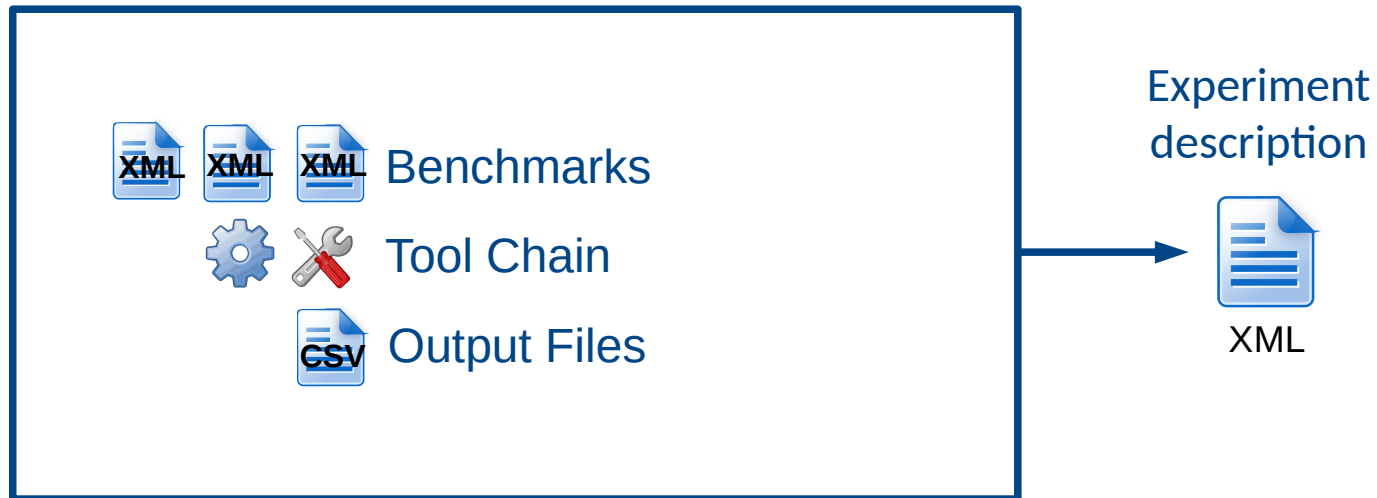 Experiment
description
XML XML XML Benchmarks
Tool Chain
CSV Output Files
XML